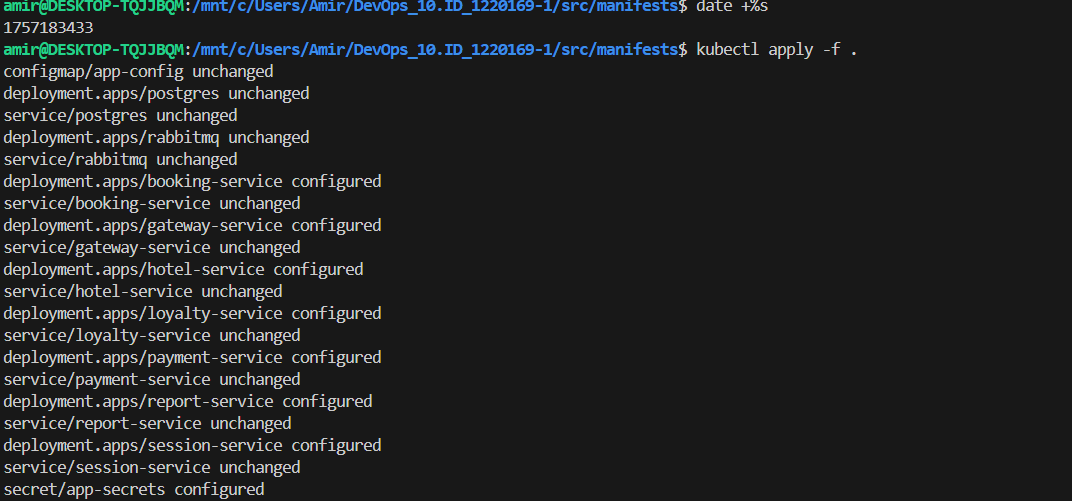 amir@DESKTOP-TQJJBQM:/mnt/c/Users/Amir/DevOps_10.ID_1220169-1/src/manifests$ date +%s
1757183433
amir@DESKTOP-TQJJBQM:/mnt/c/Users/Amir/DevOps_10.ID_1220169-1/src/manifests$ kubectl apply -f .
configmap/app-config unchanged
deployment.apps/postgres unchanged
service/postgres unchanged
deployment.apps/rabbitmq unchanged
service/rabbitmq unchanged
deployment.apps/booking-service configured
service/booking-service unchanged
deployment.apps/gateway-service configured
service/gateway-service unchanged
deployment.apps/hotel-service configured
service/hotel-service unchanged
deployment.apps/loyalty-service configured
service/loyalty-service unchanged
deployment.apps/payment-service configured
service/payment-service unchanged
deployment.apps/report-service configured
service/report-service unchanged
deployment.apps/session-service configured
service/session-service unchanged
secret/app-secrets configured